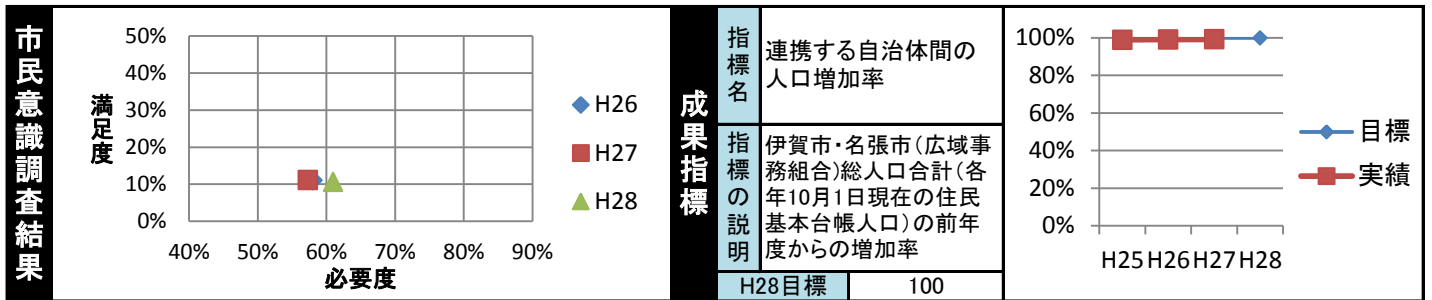 市民意識調査結果
満足度
50%
40%
30%
20%
10%
0%
40%
50%
60%
70%
80%
90%
必要度
H26
H27
H28
成果指標
指標名
連携する自治体間の
人口増加率
指標の説明
伊賀市・名張市(広域事
務組合)総人口合計(各
年10月1日現在の住民
基本台帳人口)の前年
度からの増加率
H28目標
100
100%
80%
60%
40%
20%
0%
H25
H26
H27
H28
目標
実績